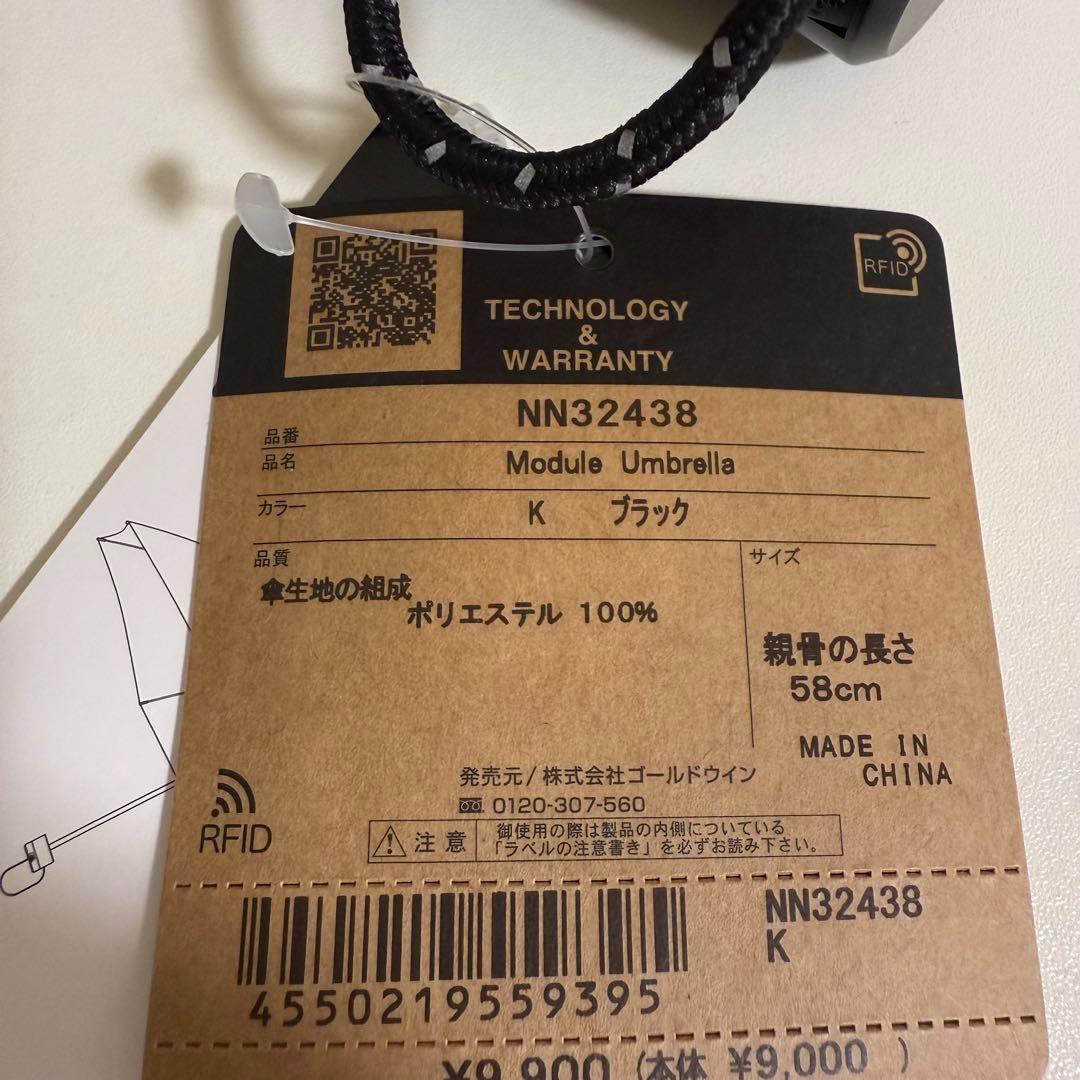 RFID
TECHNOLOGY
&
WARRANTY
品番 NN32438
品名 Module Umbrella
カラー K ブラック
品質
傘生地の組成
ポリエステル 100%
サイズ
親骨の長さ
58cm
MADE IN
CHINA
発売元/株式会社ゴールドウイン
0120-307-560
RFID
注意
御使用の際は製品の内側についている
「ラベルの注意書き」を必ずお読み下さい。
NN32438
K
4550219559395
¥9,900 (本体 ¥9,000 )